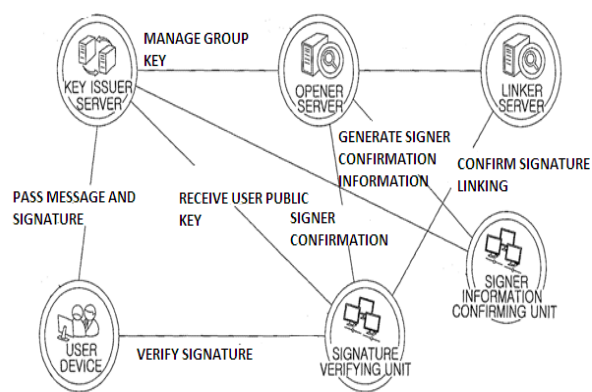 MANAGE GROUP
KEY
KEY ISSUER
SERVER
OPENER
SERVER
LINKER
SERVER
GENERATE SIGNER
CONFIRMATION
INFORMATION
CONFIRM SIGNATURE
LINKING
PASS MESSAGE AND
SIGNATURE
RECEIVE USER PUBLIC
KEY
SIGNER
CONFIRMATION
SIGNER
INFORMATION
CONFIRMING UNIT
USER
DEVICE
VERIFY SIGNATURE
SIGNATURE
VERIFYING UNIT